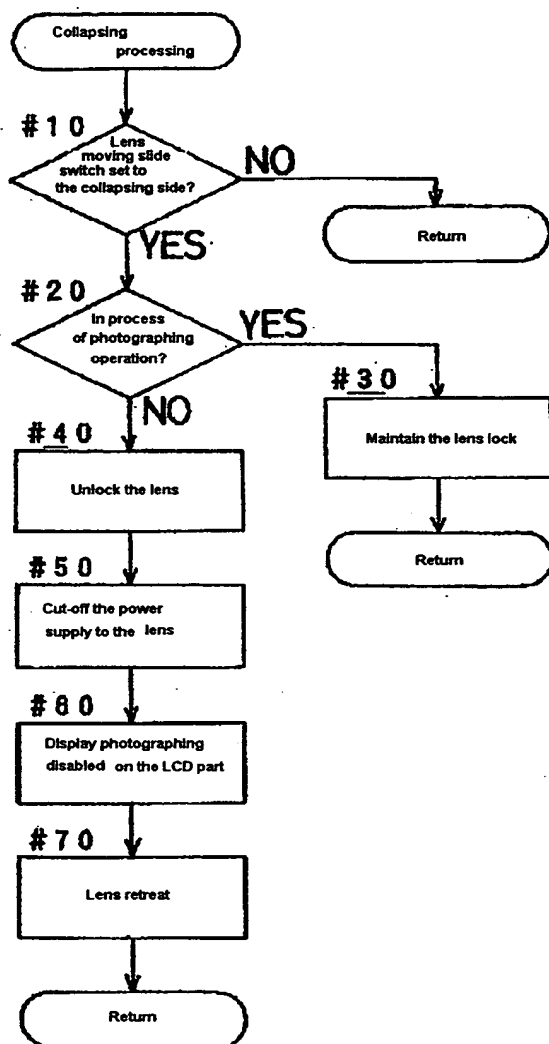 Collapsing
processing
#10
Lens
moving slide
switch set to
the collapsing side?
NO
Return
YES
#20
In process
of photographing
operation?
YES
#30
Maintain the lens lock
Return
NO
#40
Unlock the lens
#50
Cut-off the power
supply to the lens
#60
Display photographing
disabled on the LCD part
#70
Lens retreat
Return